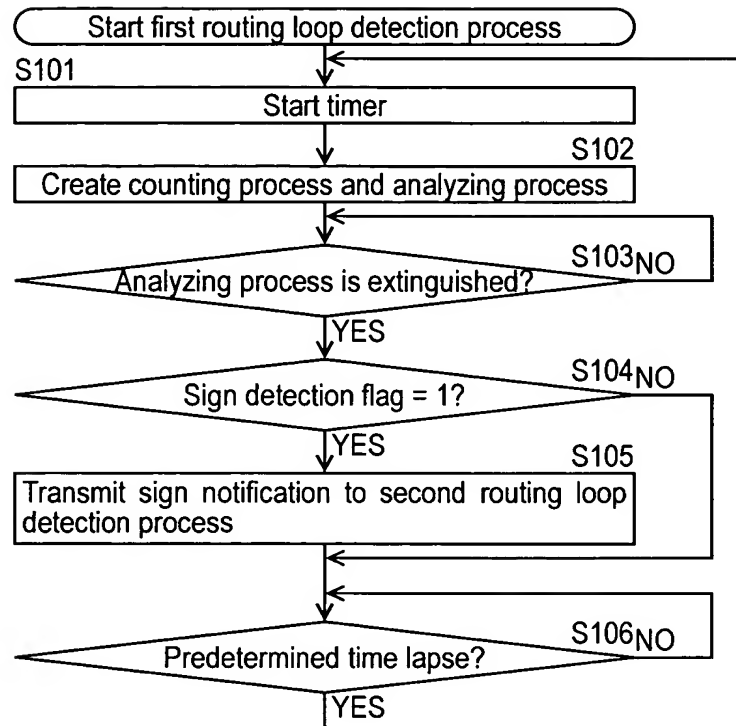 Start first routing loop detection process
S101
Start timer
S102
Create counting process and analyzing process
S103 NO
Analyzing process is extinguished?
YES
S104 NO
Sign detection flag = 1?
YES
S105
Transmit sign notification to second routing loop
detection process
S106 NO
Predetermined time lapse?
YES